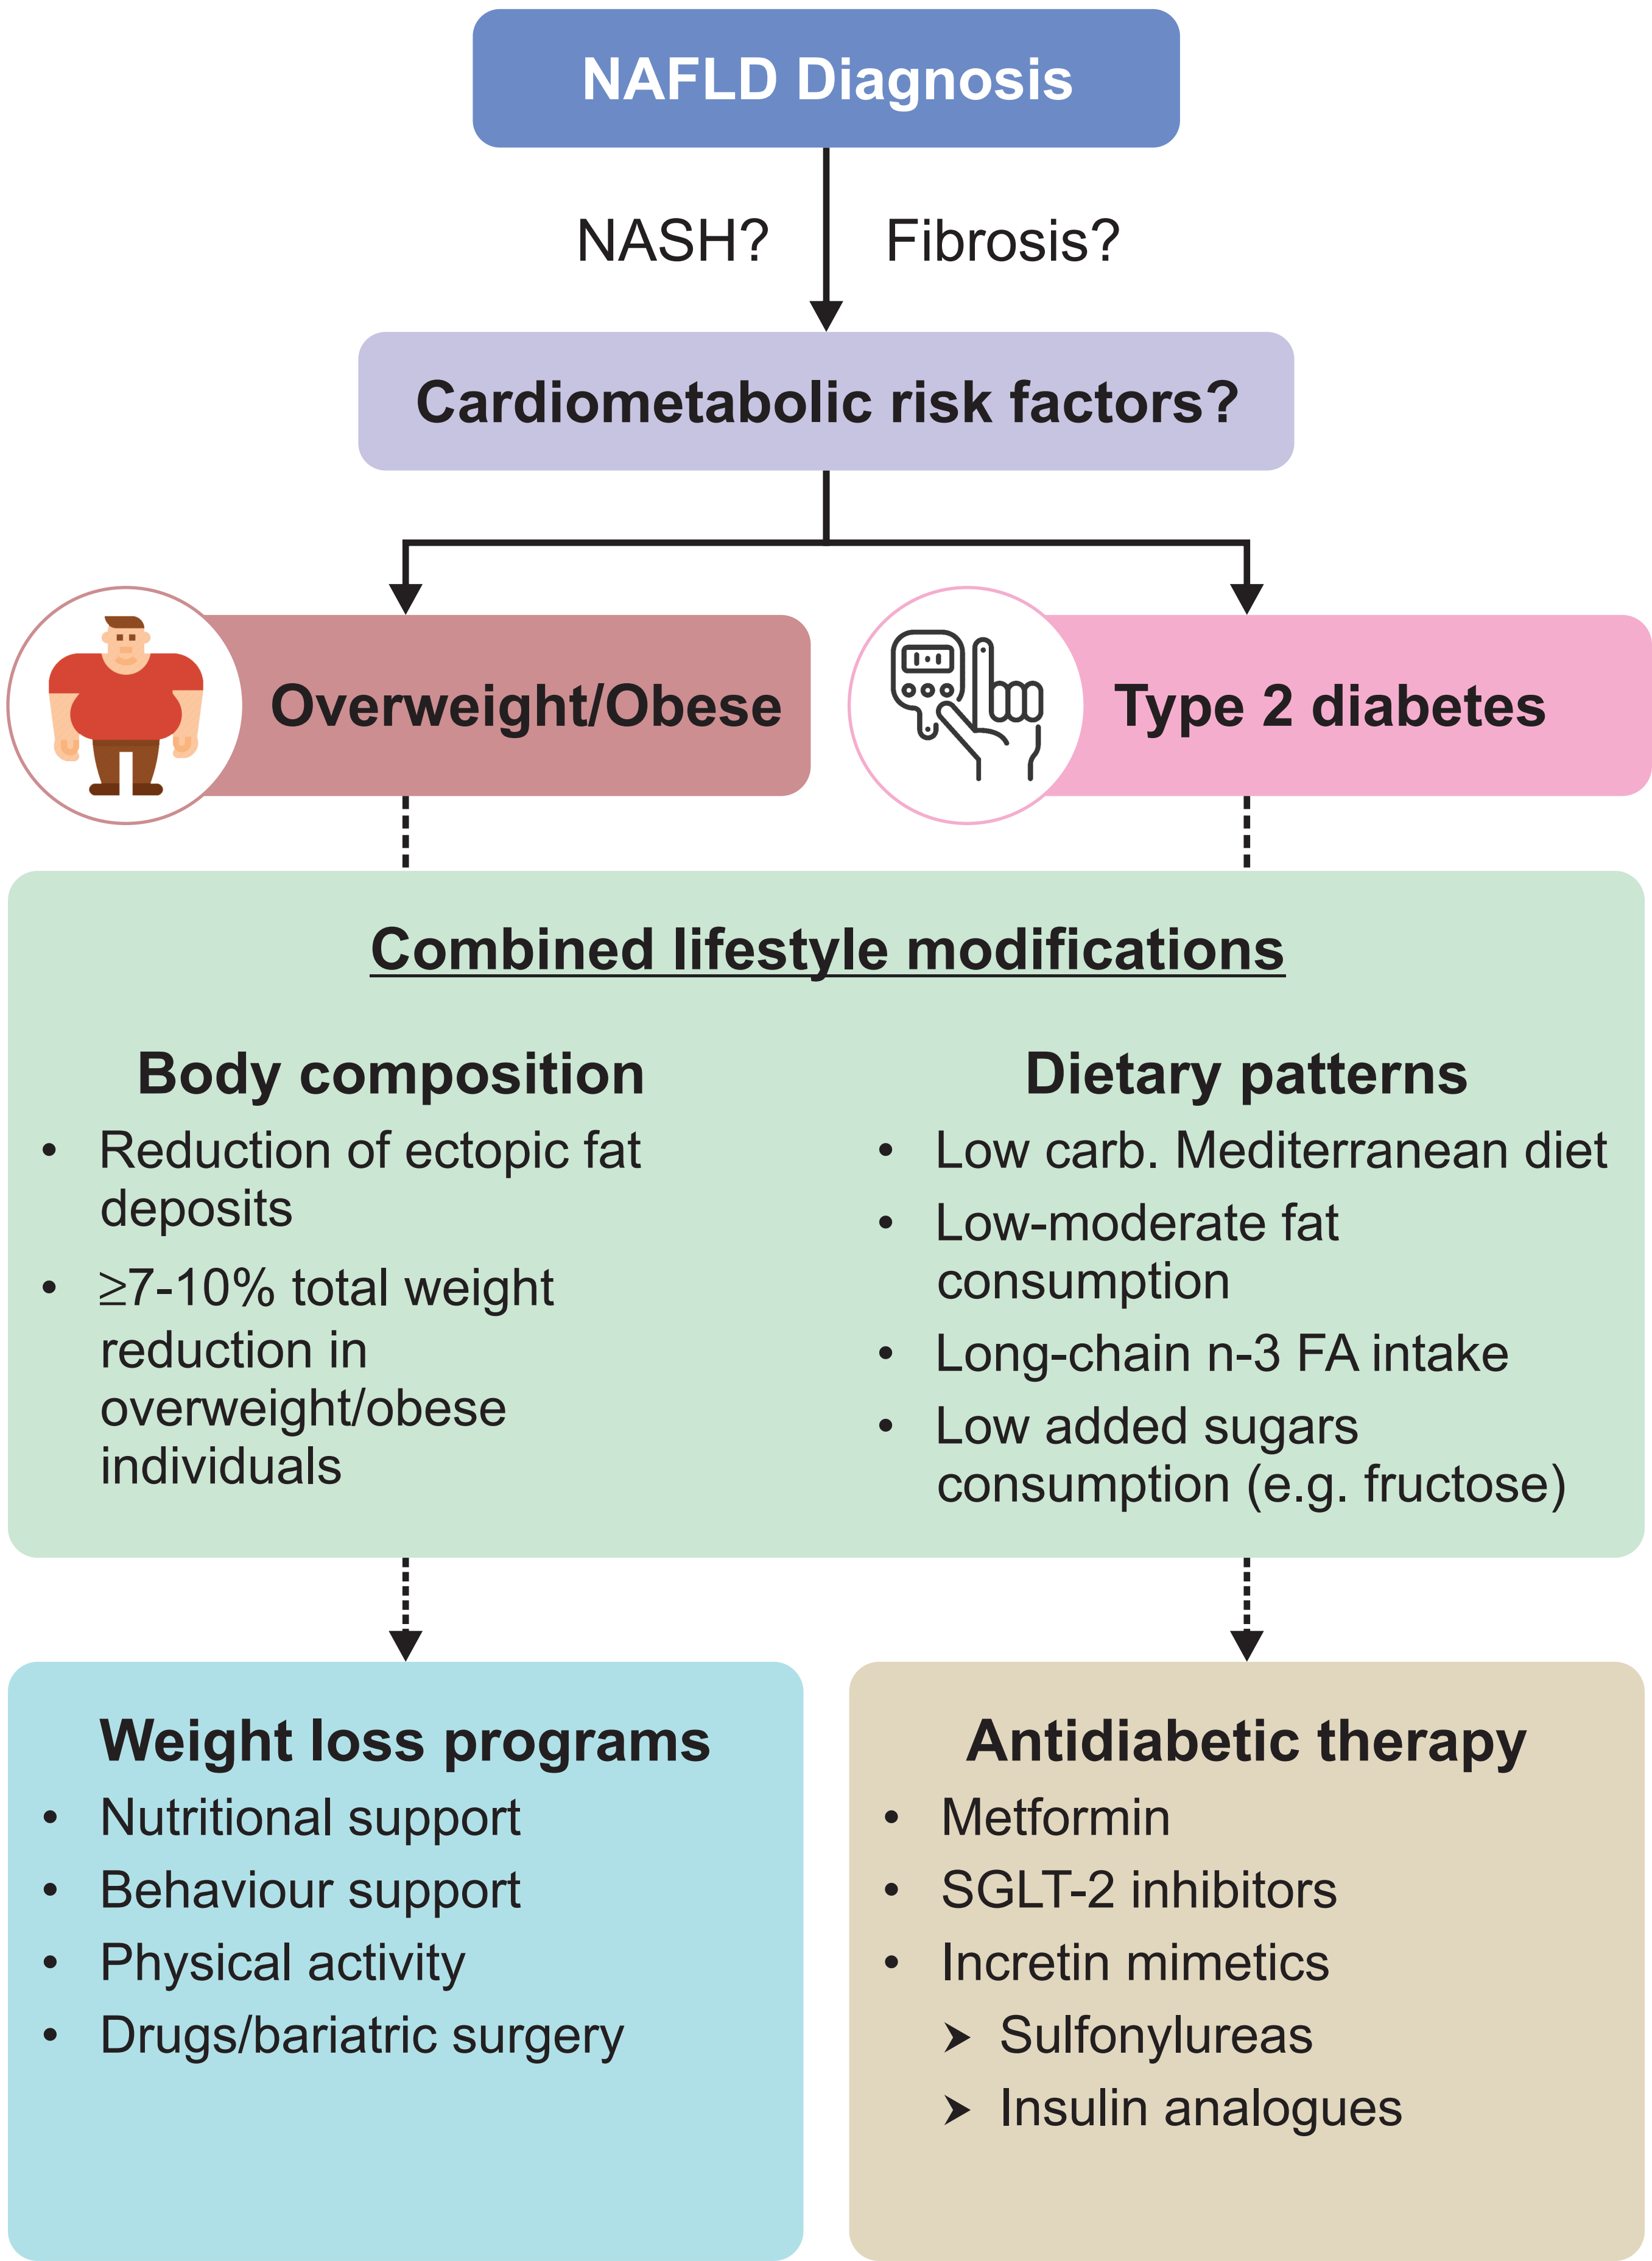 NAFLD Diagnosis
NASH?
Fibrosis?
Cardiometabolic risk factors?
Overweight/Obese
Type 2 diabetes
Combined lifestyle modifications
Body composition
• Reduction of ectopic fat
deposits
• ≥7-10% total weight
reduction in
overweight/obese
individuals
Dietary patterns
• Low carb. Mediterranean diet
• Low-moderate fat
consumption
• Long-chain n-3 FA intake
• Low added sugars
consumption (e.g. fructose)
Weight loss programs
• Nutritional support
• Behaviour support
• Physical activity
• Drugs/bariatric surgery
Antidiabetic therapy
• Metformin
• SGLT-2 inhibitors
• Incretin mimetics
➤ Sulfonylureas
➤ Insulin analogues